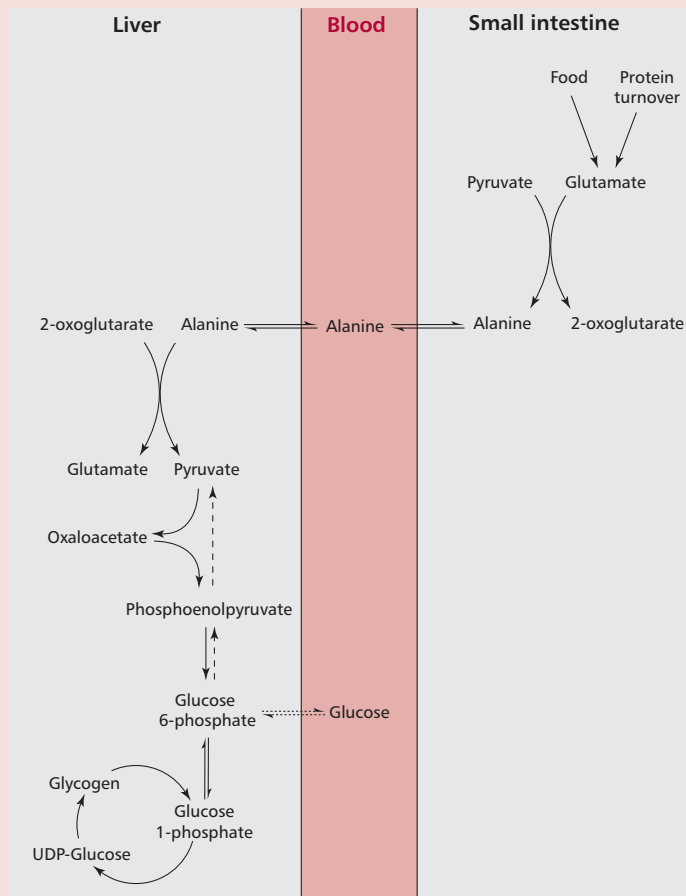 Liver
Blood
Small intestine
Food
Protein
turnover
Pyruvate
Glutamate
2-oxoglutarate
Alanine
Alanine
Alanine
2-oxoglutarate
Glutamate
Pyruvate
Oxaloacetate
Phosphoenolpyruvate
Glucose
6-phosphate
Glucose
Glycogen
Glucose
1-phosphate
UDP-Glucose